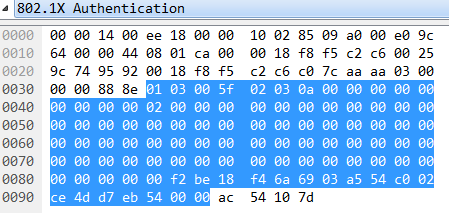 802.1X Authentication
0000 00 00 14 00 ee 18 00 00 10 02 85 09 a0 00 e0 9c
0010 64 00 00 44 08 01 ca 00 00 18 f8 f5 c2 c6 00 25
0020 9c 74 95 92 00 18 f8 f5 c2 c6 c0 7c aa aa 03 00
0030 00 00 88 8e 01 03 00 5f 02 03 0a 00 00 00 00 00
0040 00 00 00 00 02 00 00 00 00 00 00 00 00 00 00 00
0050 00 00 00 00 00 00 00 00 00 00 00 00 00 00 00 00
0060 00 00 00 00 00 00 00 00 00 00 00 00 00 00 00 00
0070 00 00 00 00 00 00 00 00 00 00 00 00 00 00 00 00
0080 00 00 00 00 00 f2 be 18 f4 6a 69 03 a5 54 c0 02
0090 ce 4d d7 eb 54 00 00 ac 54 10 7d